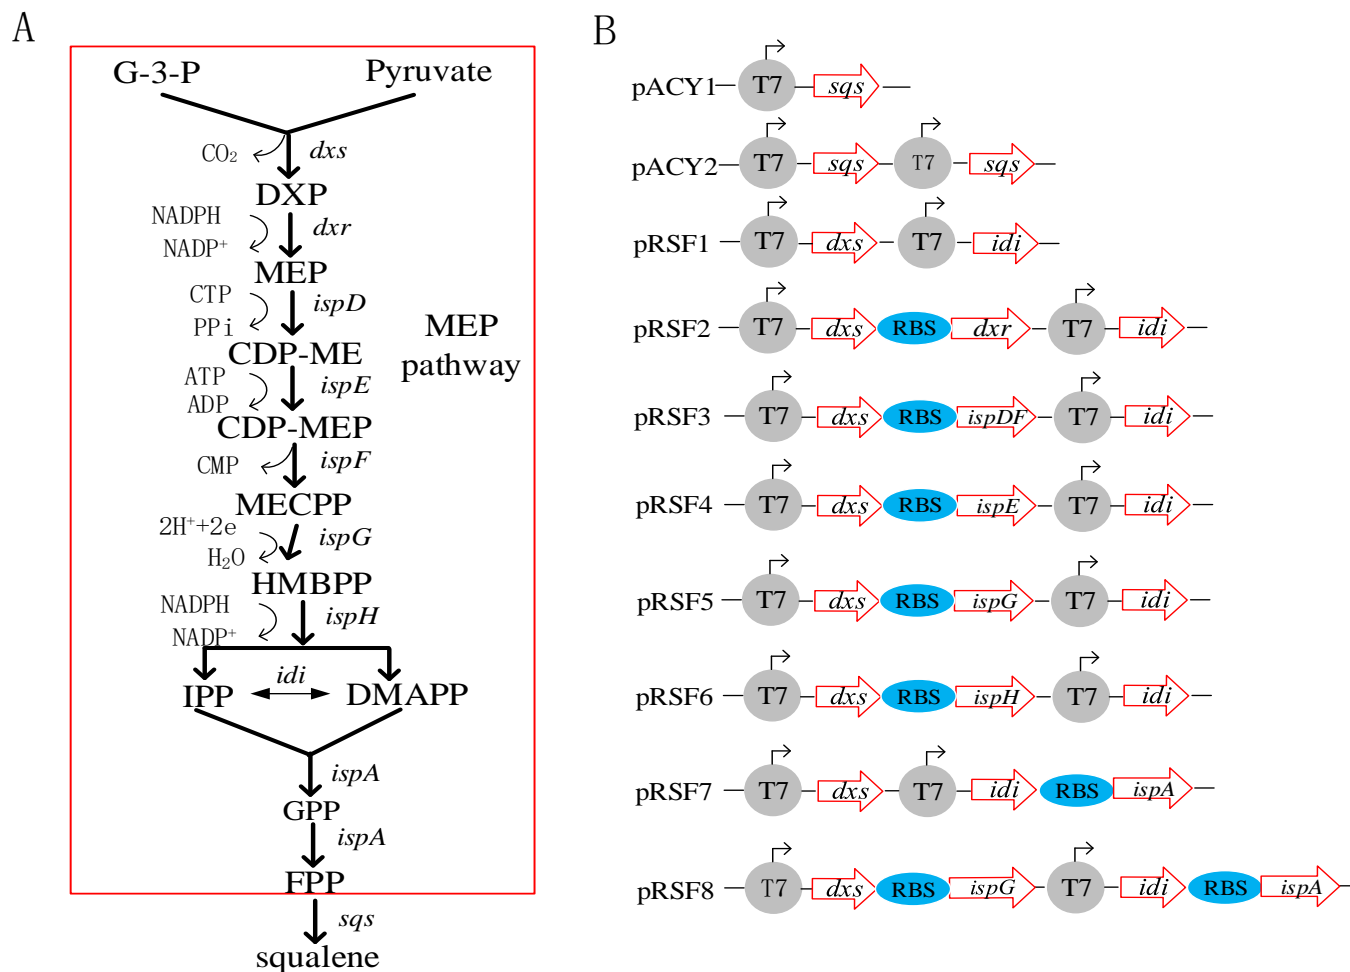 A
G-3-P Pyruvate
CO₂ dxs
DXP
NADPH dxr
NADP⁺
MEP
CTP ispD
PPi
MEP
pathway
CDP-ME
ATP ispE
ADP
CDP-MEP
CMP ispF
MECPP
2H⁺+2e ispG
H₂O
HMBPP
NADPH ispH
NADP⁺
idi
IPP DMAPP
ispA
GPP
ispA
FPP
sqs
squalene
B
pACY1 T7 sqs
pACY2 T7 sqs T7 sqs
pRSF1 T7 dxs T7 idi
pRSF2 T7 dxs RBS dxr T7 idi
pRSF3 T7 dxs RBS ispDF T7 idi
pRSF4 T7 dxs RBS ispE T7 idi
pRSF5 T7 dxs RBS ispG T7 idi
pRSF6 T7 dxs RBS ispH T7 idi
pRSF7 T7 dxs T7 idi RBS ispA
pRSF8 T7 dxs RBS ispG T7 idi RBS ispA